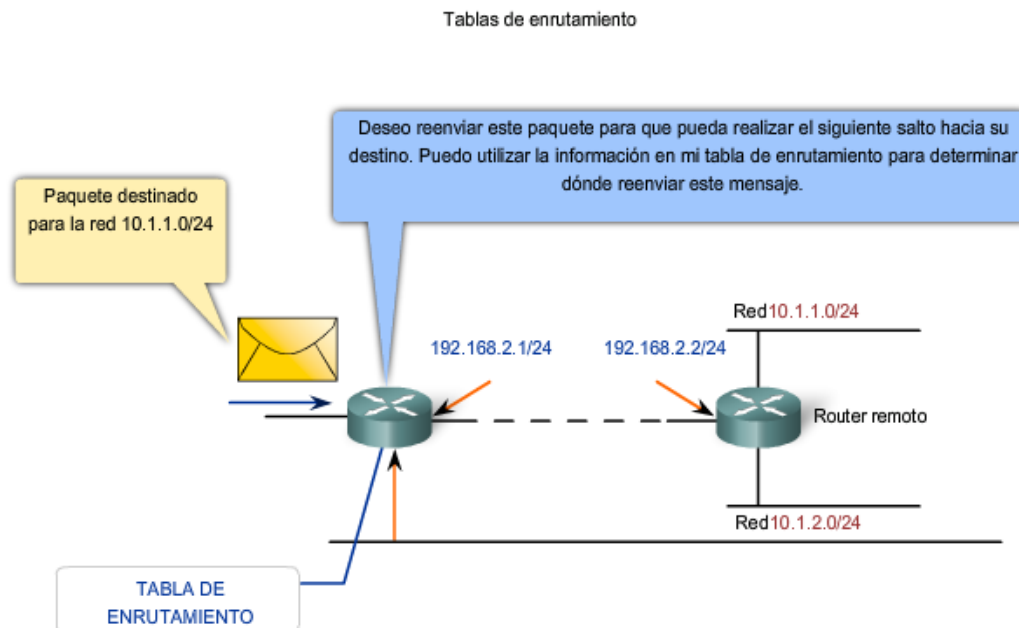 Tablas de enrutamiento
Deseo reenviar este paquete para que pueda realizar el siguiente salto hacia su
destino. Puedo utilizar la información en mi tabla de enrutamiento para determinar
dónde reenviar este mensaje.
Paquete destinado
para la red 10.1.1.0/24
Red10.1.1.0/24
192.168.2.1/24
192.168.2.2/24
Router remoto
Red10.1.2.0/24
TABLA DE
ENRUTAMIENTO